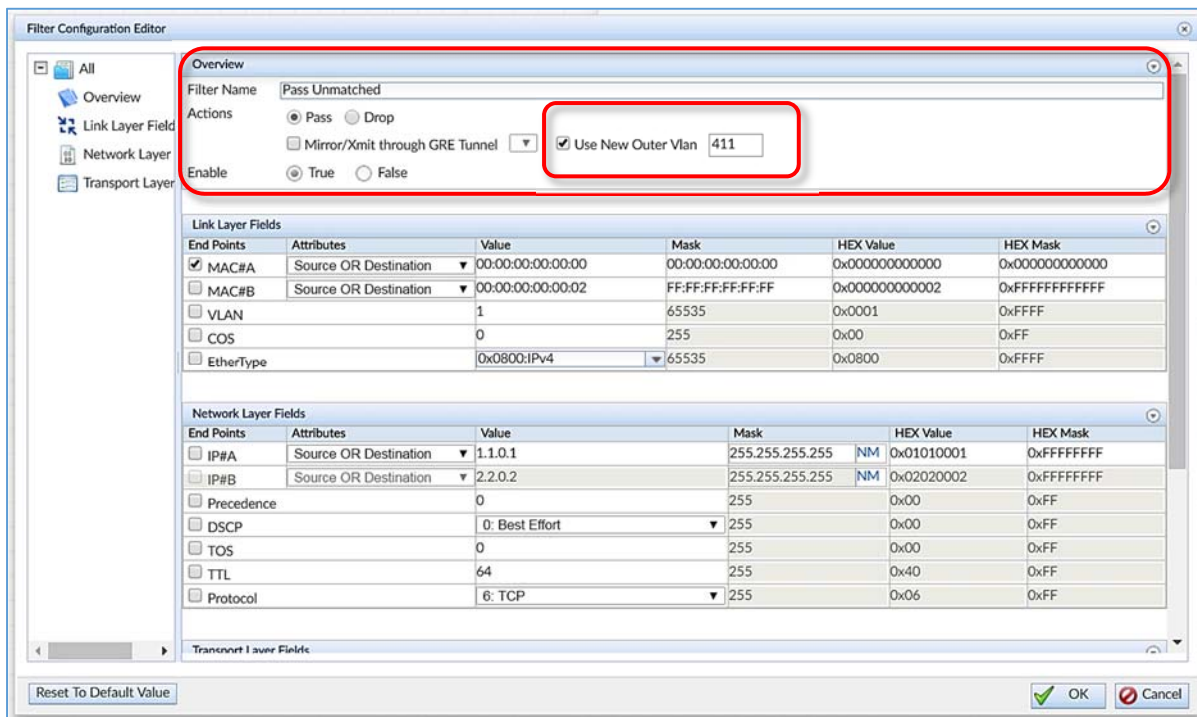 Filter Configuration Editor
All
Overview
Link Layer Field
Network Layer
Transport Layer
Overview
Filter Name Pass Unmatched
Actions Pass Drop
Mirror/Xmit through GRE Tunnel Use New Outer Vlan 411
Enable True False
Link Layer Fields
End Points Attributes Value Mask HEX Value HEX Mask
MAC#A Source OR Destination 00:00:00:00:00:00 00:00:00:00:00:00 0x000000000000 0x000000000000
MAC#B Source OR Destination 00:00:00:00:00:02 FF:FF:FF:FF:FF:FF 0x000000000002 0xFFFFFFFFFFFF
VLAN 1 65535 0x0001 0xFFFF
COS 0 255 0x00 0xFF
EtherType 0x0800:IPv4 65535 0x0800 0xFFFF
Network Layer Fields
End Points Attributes Value Mask HEX Value HEX Mask
IP#A Source OR Destination 1.1.0.1 255.255.255.255 NM 0x01010001 0xFFFFFFFF
IP#B Source OR Destination 2.2.0.2 255.255.255.255 NM 0x02020002 0xFFFFFFFF
Precedence 0 255 0x00 0xFF
DSCP 0: Best Effort 255 0x00 0xFF
TOS 0 255 0x00 0xFF
TTL 64 255 0x40 0xFF
Protocol 6: TCP 255 0x06 0xFF
Transport Layer Fields
Reset To Default Value OK Cancel